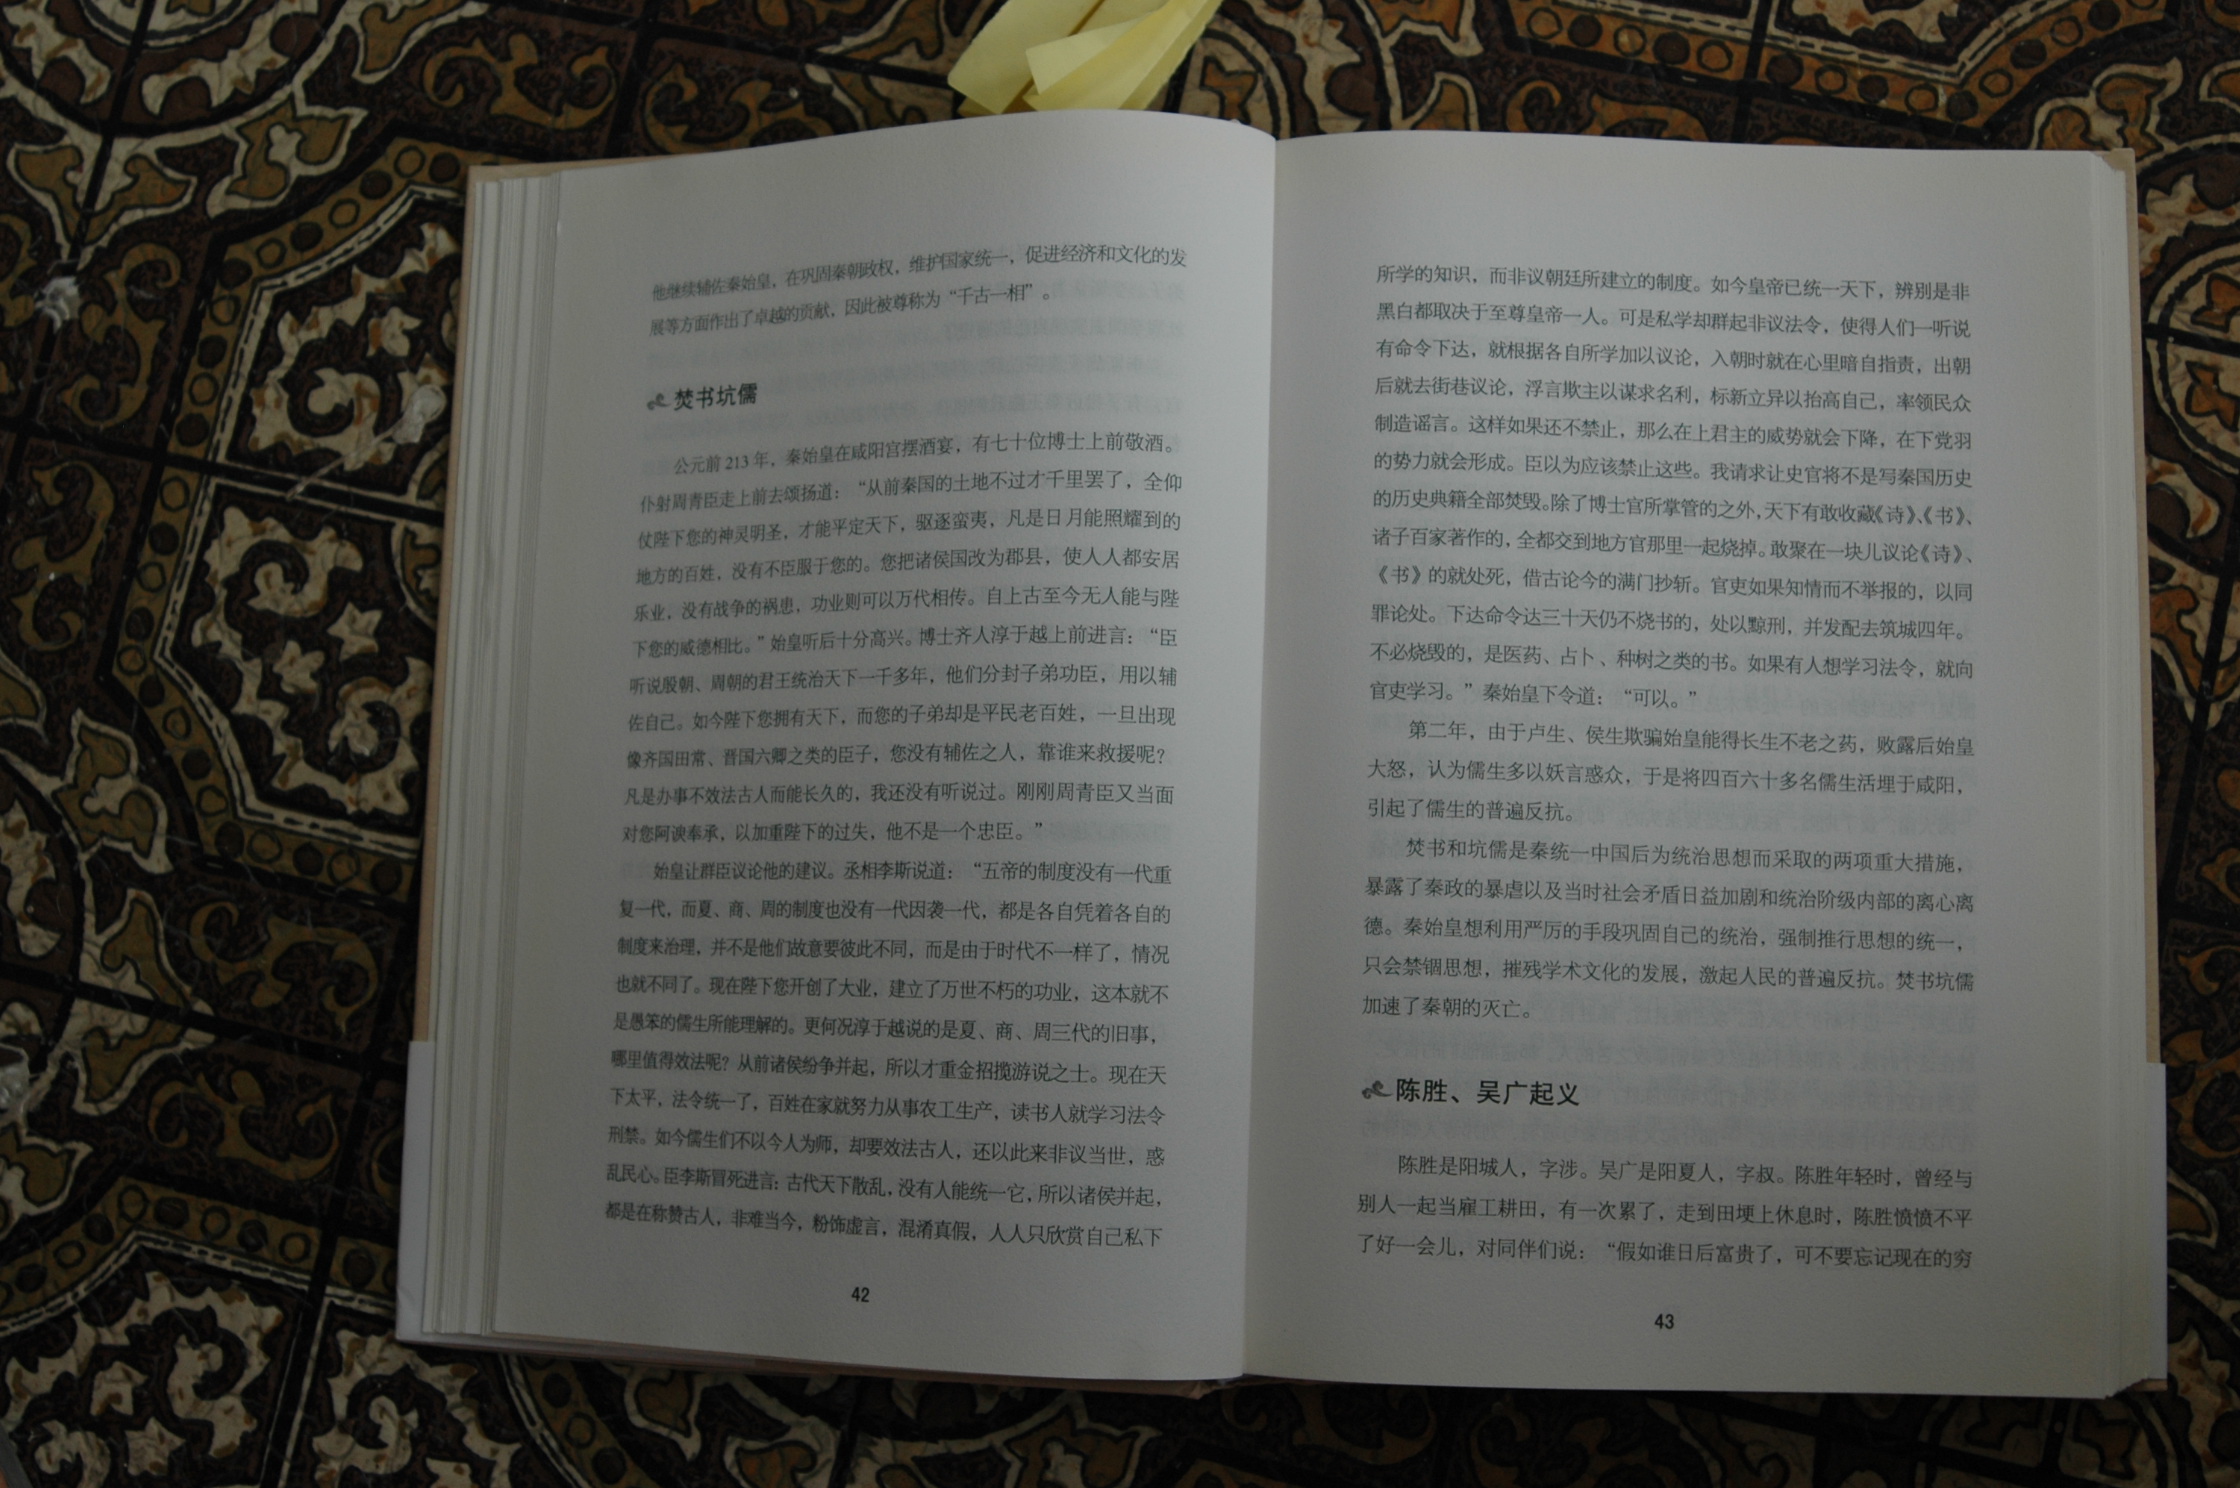 他继续辅佐秦始皇，在巩固秦朝政权，维护国家统一，促进经济和文化的发
展等方面作出了卓越的贡献，因此被尊称为“千古一相”。
焚书坑儒
公元前213年，秦始皇在咸阳宫摆酒宴，有七十位博士上前敬酒。
仆射周青臣走上前去颂扬道：“从前秦国的土地不过才千里罢了，全仰
仗陛下您的神灵明圣，才能平定天下，驱逐蛮夷，凡是日月能照耀到的
地方的百姓，没有不臣服于您的。您把诸侯国改为郡县，使人人都安居
乐业，没有战争的祸患，功业则可以万代相传。自上古至今无人能与陛
下您的威德相比。”始皇听后十分高兴。博士齐人淳于越上前进言：“臣
听说殷朝、周朝的君王统治天下一千多年，他们分封子弟功臣，用以辅
佐自己。如今陛下您拥有天下，而您的子弟却是平民老百姓，一旦出现
像齐国田常、晋国六卿之类的臣子，您没有辅佐之人，靠谁来救援呢？
凡是办事不效法古人而能长久的，我还没有听说过。刚刚周青臣又当面
对您阿谀奉承，以加重陛下的过失，他不是一个忠臣。”
始皇让群臣议论他的建议。丞相李斯说道：“五帝的制度没有一代重
复一代，而夏、商、周的制度也没有一代因袭一代，都是各自凭着各自的
制度来治理，并不是他们故意要彼此不同，而是由于时代不一样了，情况
也就不同了。现在陛下您开创了大业，建立了万世不朽的功业，这本就不
是愚笨的儒生所能理解的。更何况淳于越说的是夏、商、周三代的旧事，
哪里值得效法呢？从前诸侯纷争并起，所以才重金招揽游说之士。现在天
下太平，法令统一了，百姓在家就努力从事农工生产，读书人就学习法令
刑禁。如今儒生们不以今人为师，却要效法古人，还以此来非议当世，惑
乱民心。臣李斯冒死进言：古代天下散乱，没有人能统一它，所以诸侯并起，
都是在称赞古人，非难当今，粉饰虚言，混淆真假，人人只欣赏自己私下
42
所学的知识，而非议朝廷所建立的制度。如今皇帝已统一天下，辨别是非
黑白都取决于至尊皇帝一人。可是私学却群起非议法令，使得人们一听说
有命令下达，就根据各自所学加以议论，入朝时就在心里暗自指责，出朝
后就去街巷议论，浮言欺主以谋求名利，标新立异以抬高自己，率领民众
制造谣言。这样如果还不禁止，那么在上君主的威势就会下降，在下党羽
的势力就会形成。臣以为应该禁止这些。我请求让史官将不是写秦国历史
的历史典籍全部焚毁。除了博士官所掌管的之外，天下有敢收藏《诗》、《书》、
诸子百家著作的，全都交到地方官那里一起烧掉。敢聚在一块儿议论《诗》、
《书》的就处死，借古论今的满门抄斩。官吏如果知情而不举报的，以同
罪论处。下达命令达三十天仍不烧书的，处以黥刑，并发配去筑城四年。
不必烧毁的，是医药、占卜、种树之类的书。如果有人想学习法令，就向
官吏学习。”秦始皇下令道：“可以。”
第二年，由于卢生、侯生欺骗始皇能得长生不老之药，败露后始皇
大怒，认为儒生多以妖言惑众，于是将四百六十多名儒生活埋于咸阳，
引起了儒生的普遍反抗。
焚书和坑儒是秦统一中国后为统治思想而采取的两项重大措施，
暴露了秦政的暴虐以及当时社会矛盾日益加剧和统治阶级内部的离心离
德。秦始皇想利用严厉的手段巩固自己的统治，强制推行思想的统一，
只会禁锢思想，摧残学术文化的发展，激起人民的普遍反抗。焚书坑儒
加速了秦朝的灭亡。
陈胜、吴广起义
陈胜是阳城人，字涉。吴广是阳夏人，字叔。陈胜年轻时，曾经与
别人一起当雇工耕田，有一次累了，走到田埂上休息时，陈胜愤愤不平
了好一会儿，对同伴们说：“假如谁日后富贵了，可不要忘记现在的穷
43